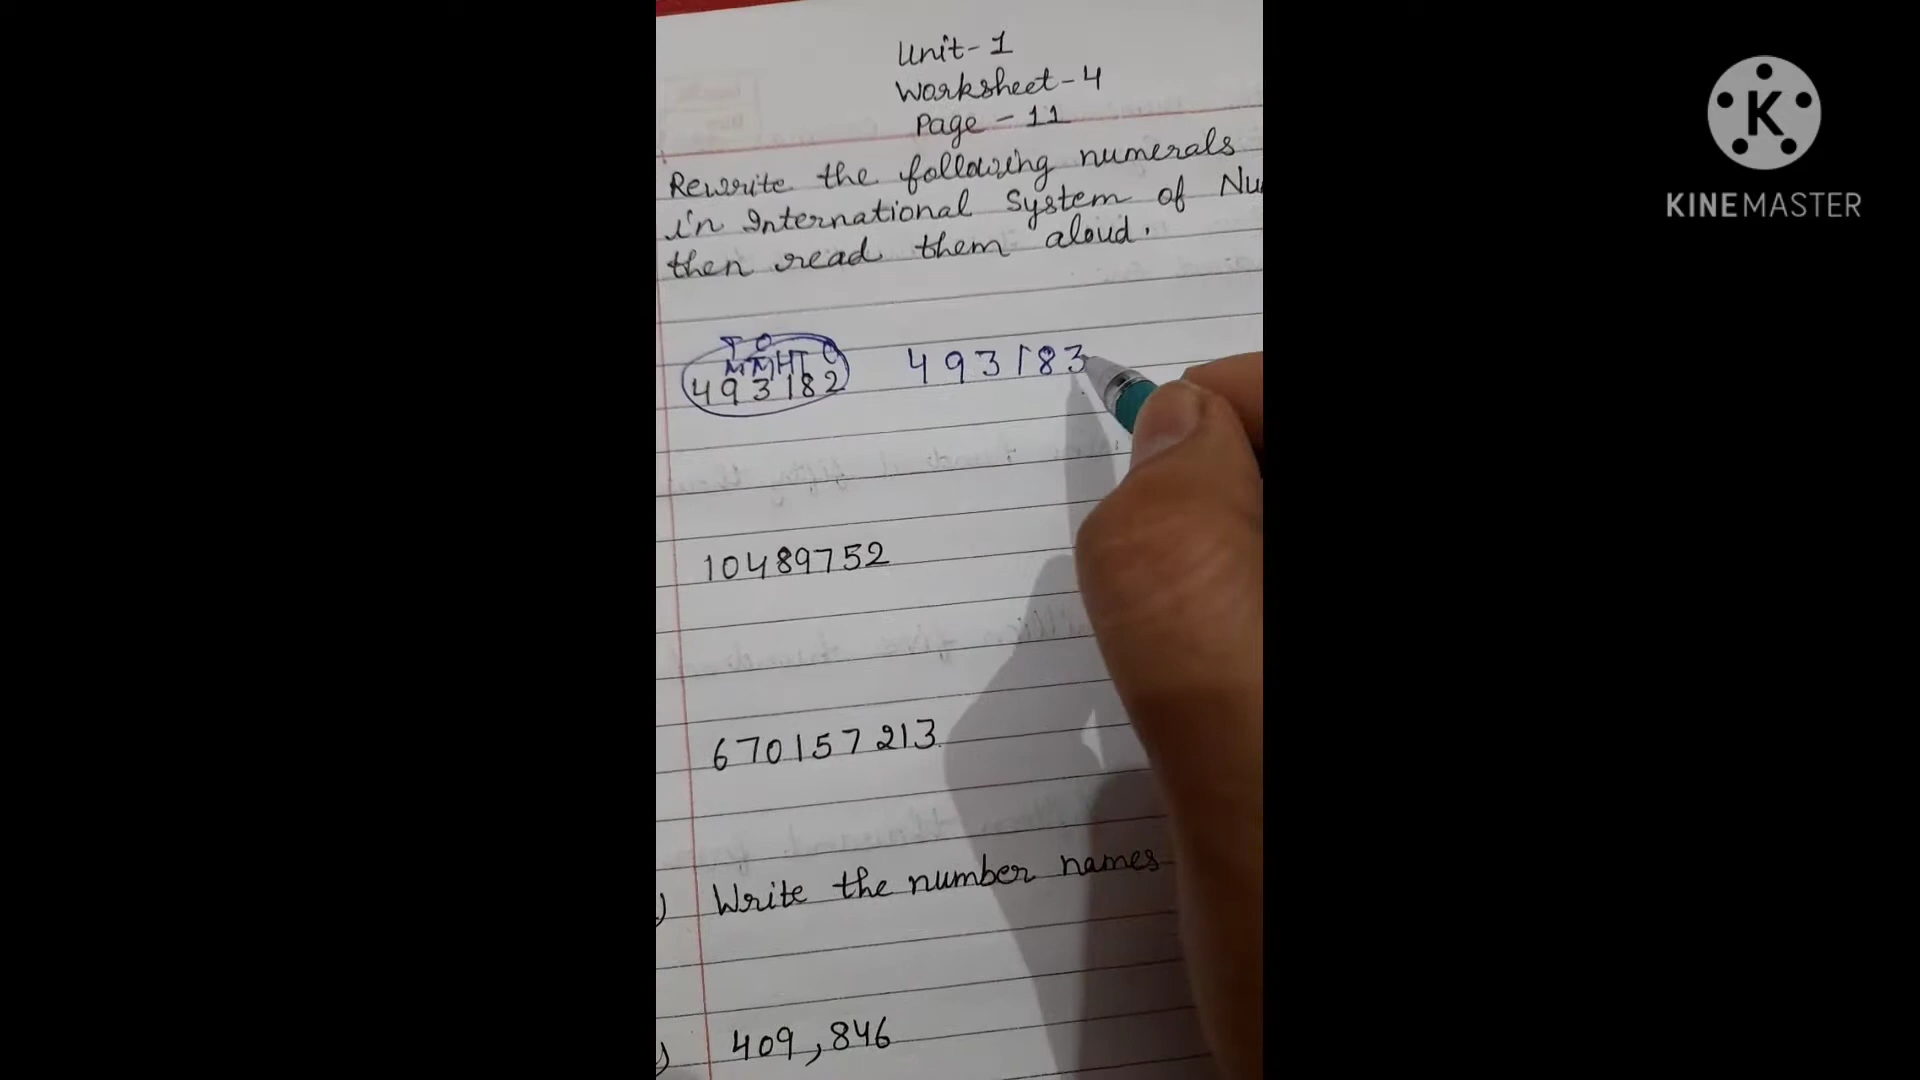 Unit-1
Worksheet-4
Page - 11
Rewrite the following numerals
in International System of Nu
then read them aloud.
T O
M M H T O
493182 493183
10489752
670157213
) Write the number names
) 409,846
K
KINEMASTER